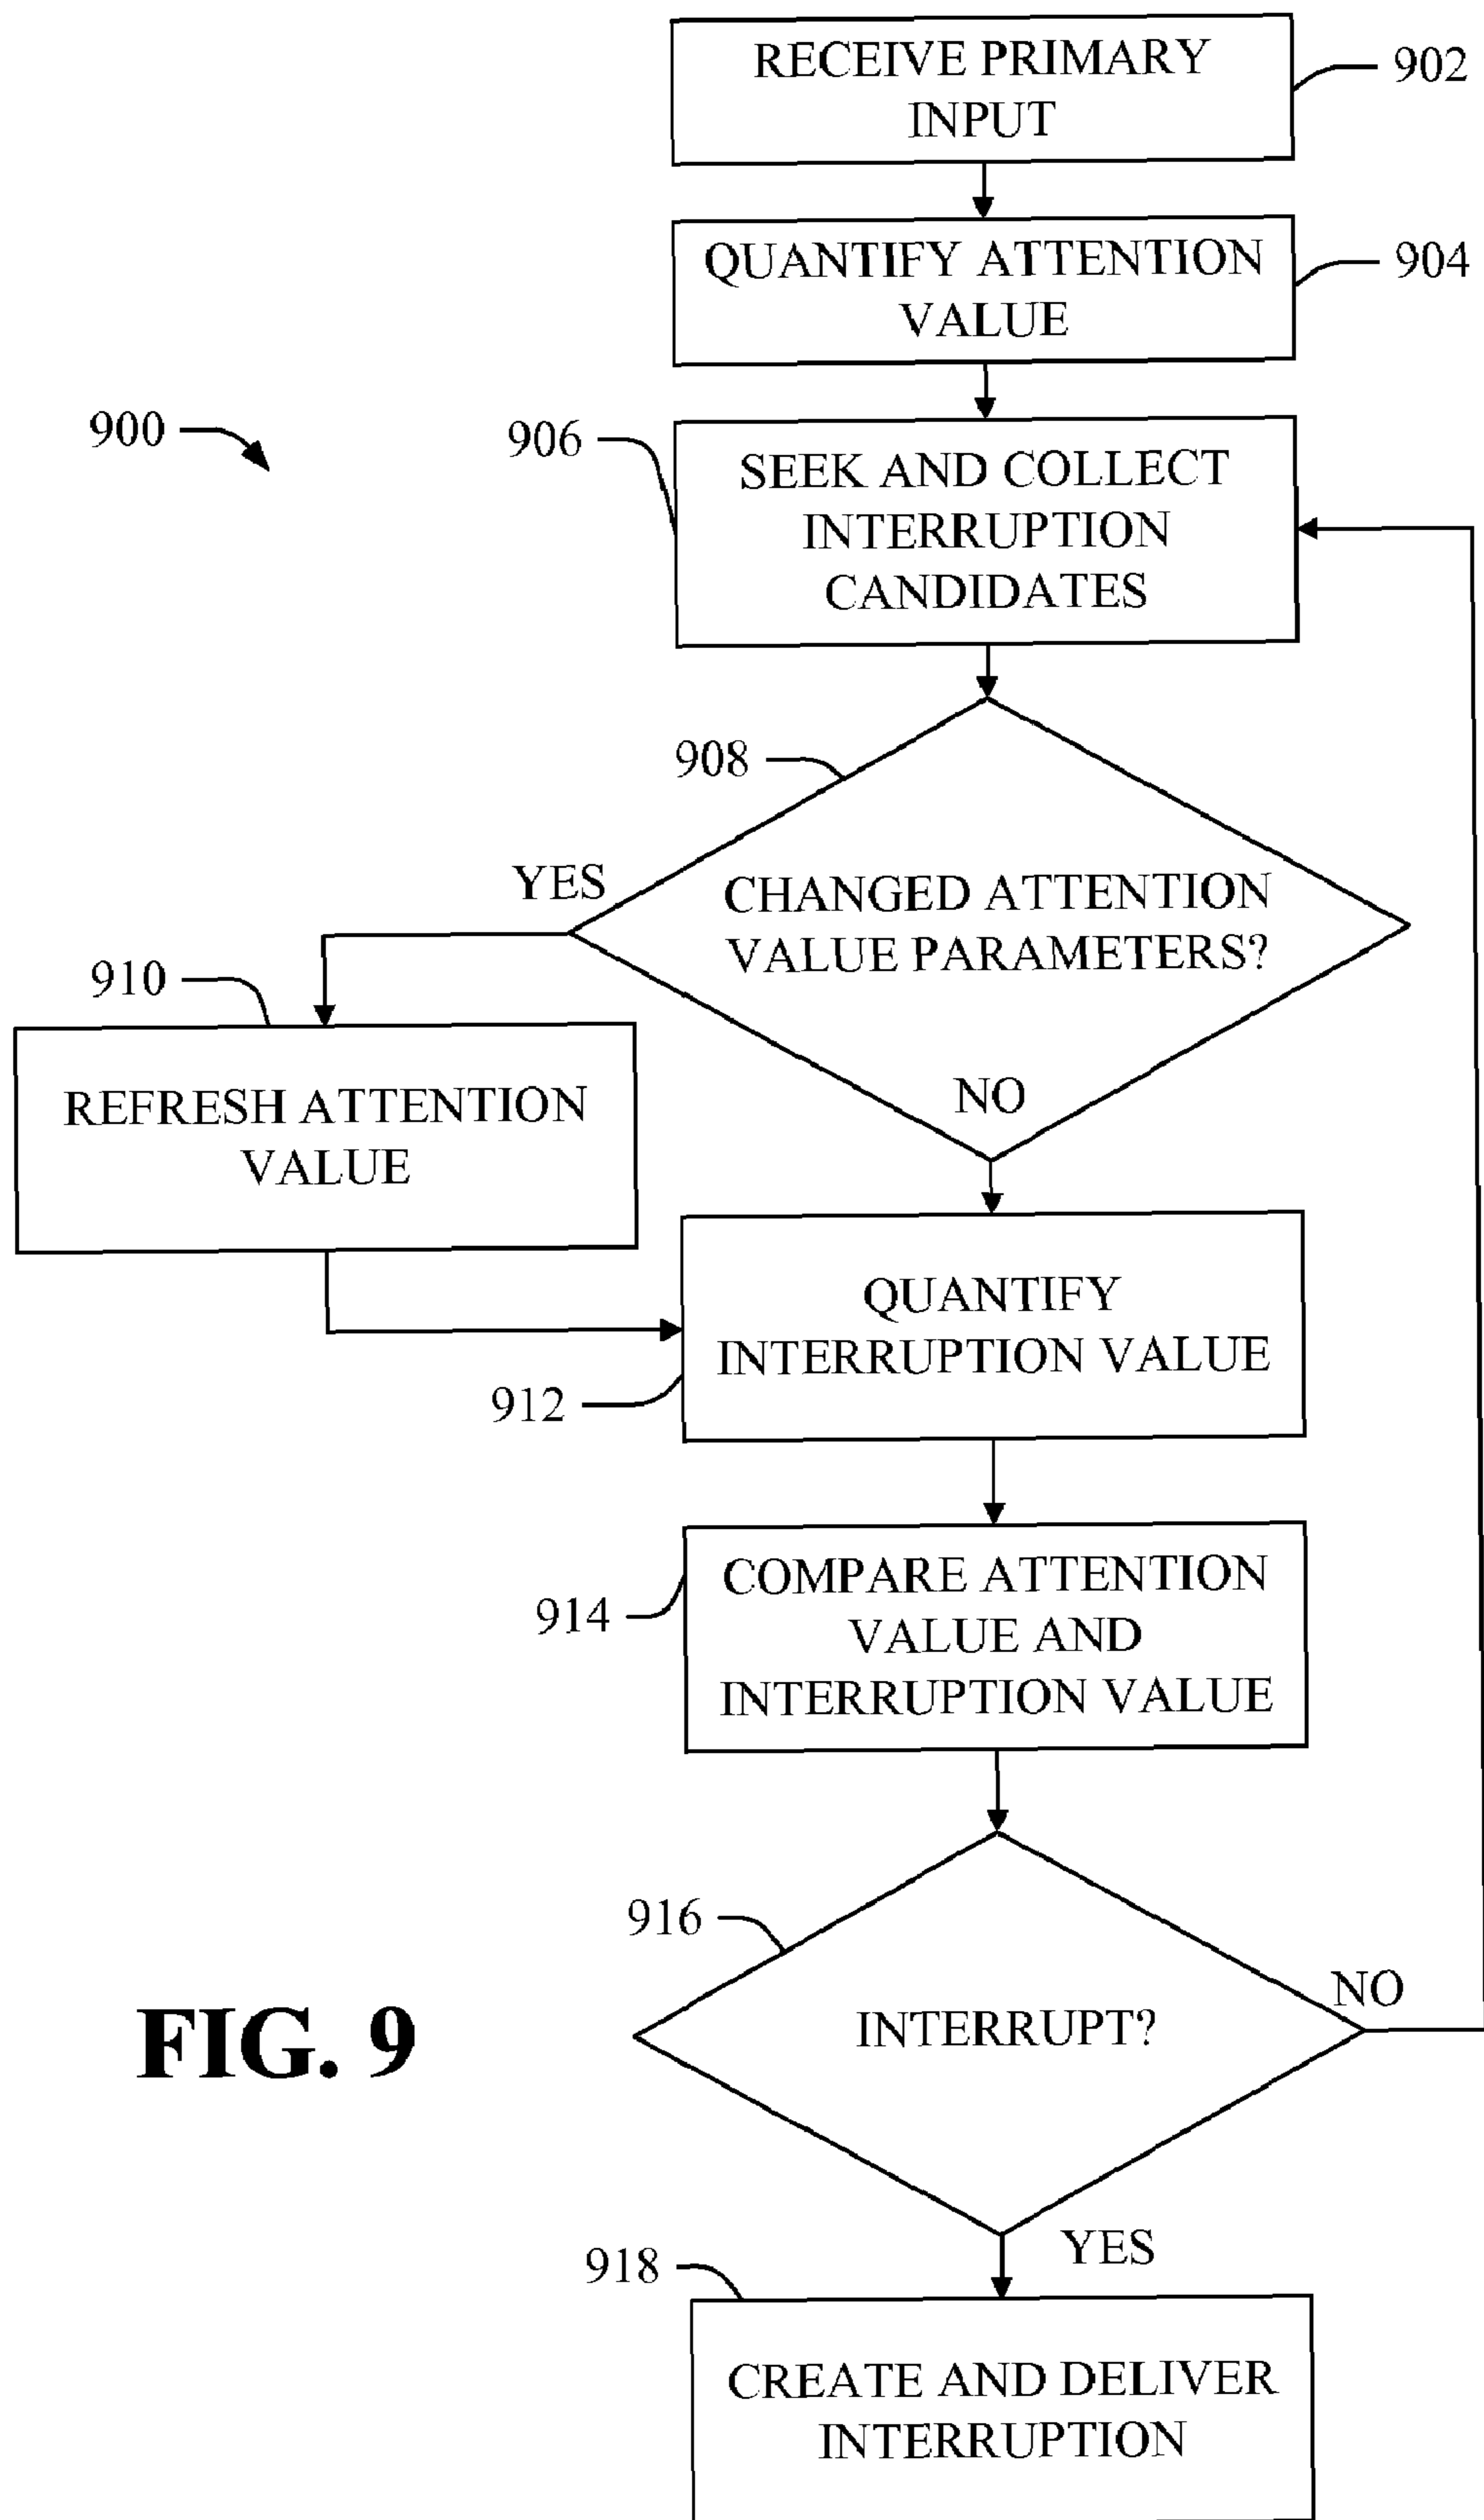 RECEIVE PRIMARY
INPUT
902
QUANTIFY ATTENTION
VALUE
904
900
906
SEEK AND COLLECT
INTERRUPTION
CANDIDATES
908
YES
CHANGED ATTENTION
VALUE PARAMETERS?
NO
910
REFRESH ATTENTION
VALUE
QUANTIFY
INTERRUPTION VALUE
912
COMPARE ATTENTION
VALUE AND
INTERRUPTION VALUE
914
916
INTERRUPT?
NO
FIG. 9
YES
918
CREATE AND DELIVER
INTERRUPTION